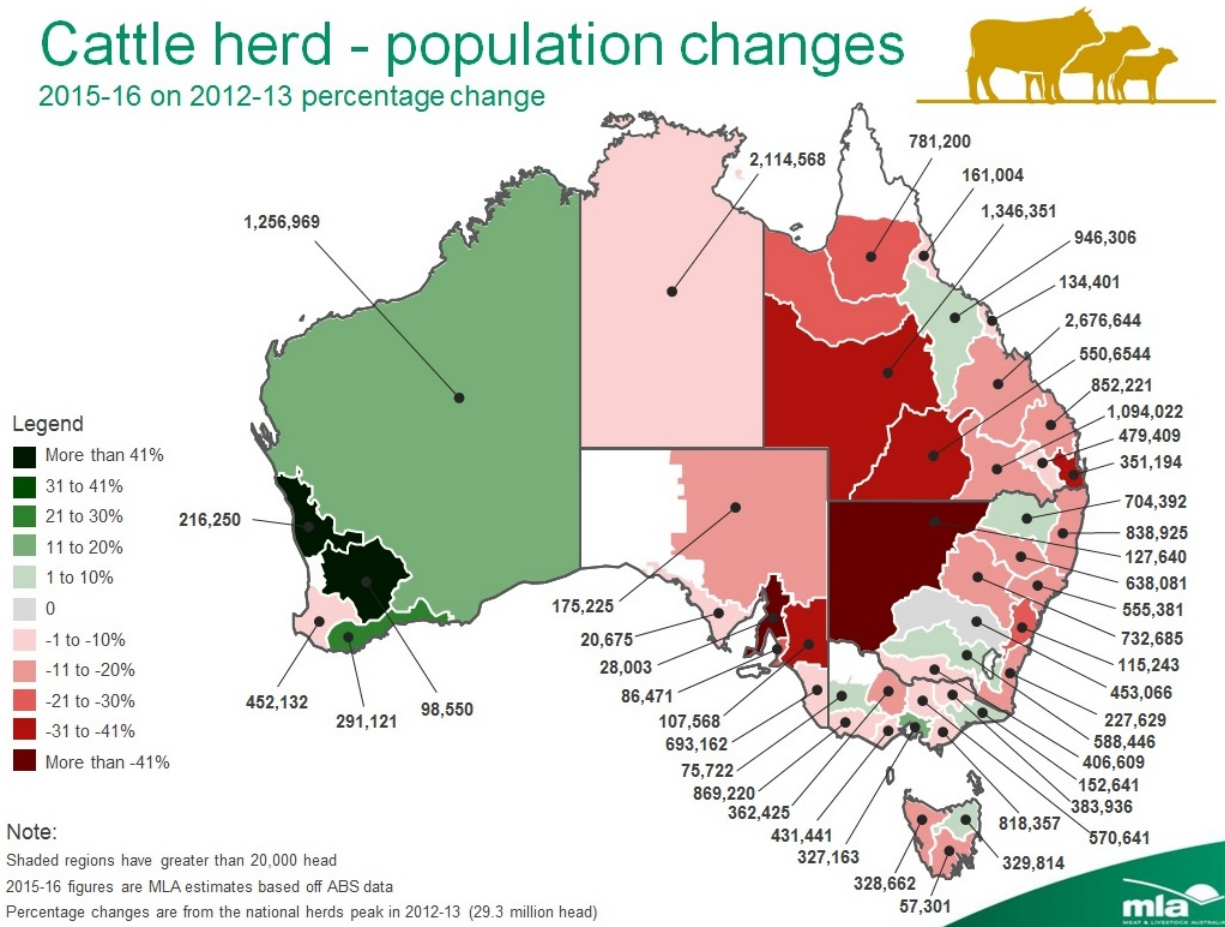 Cattle herd - population changes
2015-16 on 2012-13 percentage change
781,200
2,114,568
161,004
1,346,351
1,256,969
946,306
134,401
2,676,644
550,6544
852,221
1,094,022
479,409
351,194
Legend
More than 41%
31 to 41%
21 to 30%
11 to 20%
1 to 10%
0
-1 to -10%
-11 to -20%
-21 to -30%
-31 to -41%
More than -41%
216,250
704,392
838,925
127,640
638,081
555,381
732,685
115,243
453,066
227,629
588,446
406,609
152,641
383,936
570,641
818,357
175,225
20,675
28,003
86,471
107,568
693,162
75,722
869,220
362,425
431,441
327,163
452,132
291,121
98,550
328,662
57,301
329,814
Note:
Shaded regions have greater than 20,000 head
2015-16 figures are MLA estimates based off ABS data
Percentage changes are from the national herds peak in 2012-13 (29.3 million head)
mla
MEAT & LIVESTOCK AUSTRALIA